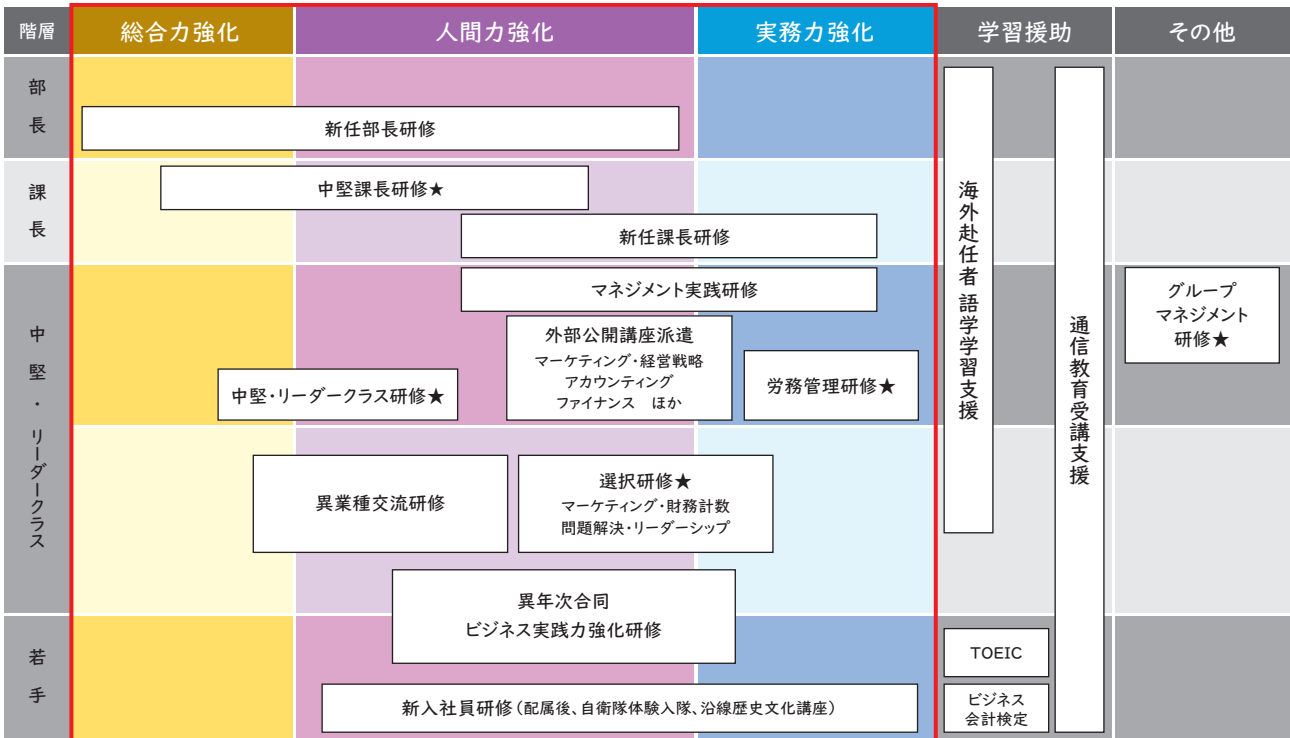 階層
総合力強化
人間力強化
実務力強化
学習援助
その他
部長
新任部長研修
課長
中堅課長研修★
新任課長研修
中堅・リーダークラス
マネジメント実践研修
外部公開講座派遣
マーケティング・経営戦略
アカウンティング
ファイナンス　ほか
中堅・リーダークラス研修★
労務管理研修★
異業種交流研修
選択研修★
マーケティング・財務計数
問題解決・リーダーシップ
異年次合同
ビジネス実践力強化研修
若手
新入社員研修（配属後、自衛隊体験入隊、沿線歴史文化講座）
海外赴任者 語学学習支援
通信教育受講支援
TOEIC
ビジネス
会計検定
グループ
マネジメント
研修★